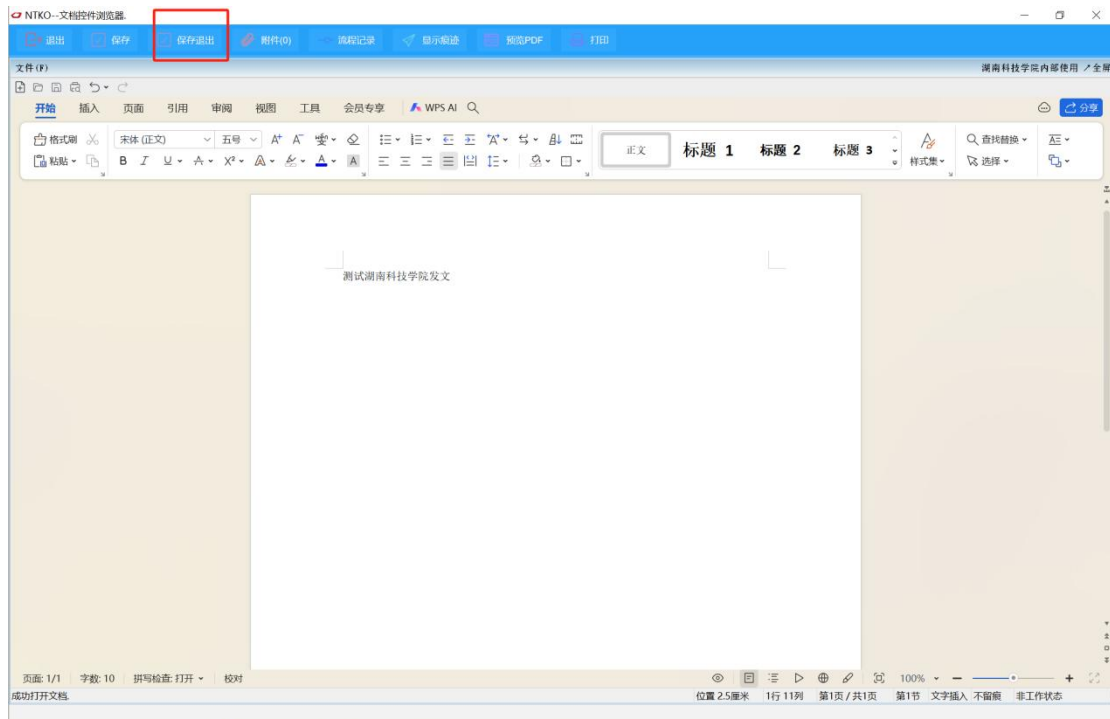 NTKO--文档控件浏览器.
退出 保存 保存退出 附件(0) 流程记录 显示痕迹 预览PDF 打印
文件(F) 湖南科技学院内部使用 全屏
开始 插入 页面 引用 审阅 视图 工具 会员专享 WPS AI 分享
格式刷 宋体 (正文) 五号 A+ A- 正文 标题 1 标题 2 标题 3 样式集 查找替换
粘贴 B I U A X² A A A 选择
测试湖南科技学院发文
页面: 1/1 字数: 10 拼写检查: 打开 校对 100%
成功打开文档. 位置 2.5厘米 1行 11列 第1页 / 共1页 第1节 文字插入 不留痕 非工作状态